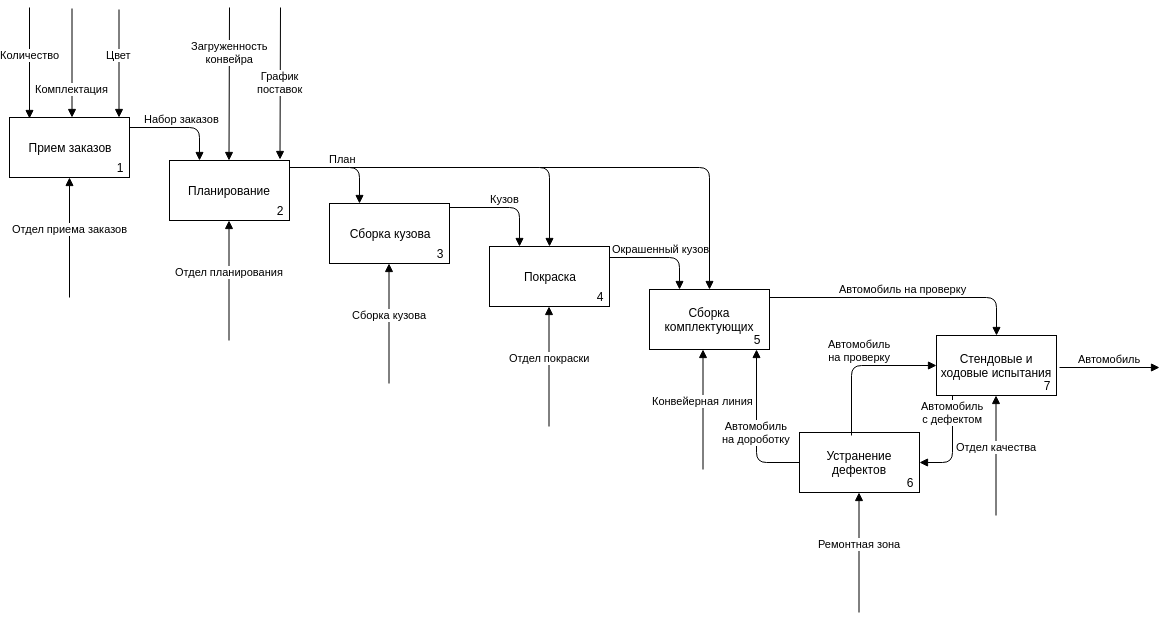 Количество
Комплектация
Цвет
Загруженность
конвейра
График
поставок
Набор заказов
Прием заказов
1
Отдел приема заказов
План
Планирование
2
Отдел планирования
Кузов
Сборка кузова
3
Сборка кузова
Окрашенный кузов
Покраска
4
Отдел покраски
Автомобиль на проверку
Сборка
комплектующих
5
Конвейерная линия
Автомобиль
на дороботку
Автомобиль
на проверку
Стендовые и
ходовые испытания
7
Автомобиль
Автомобиль
с дефектом
Отдел качества
Устранение
дефектов
6
Ремонтная зона